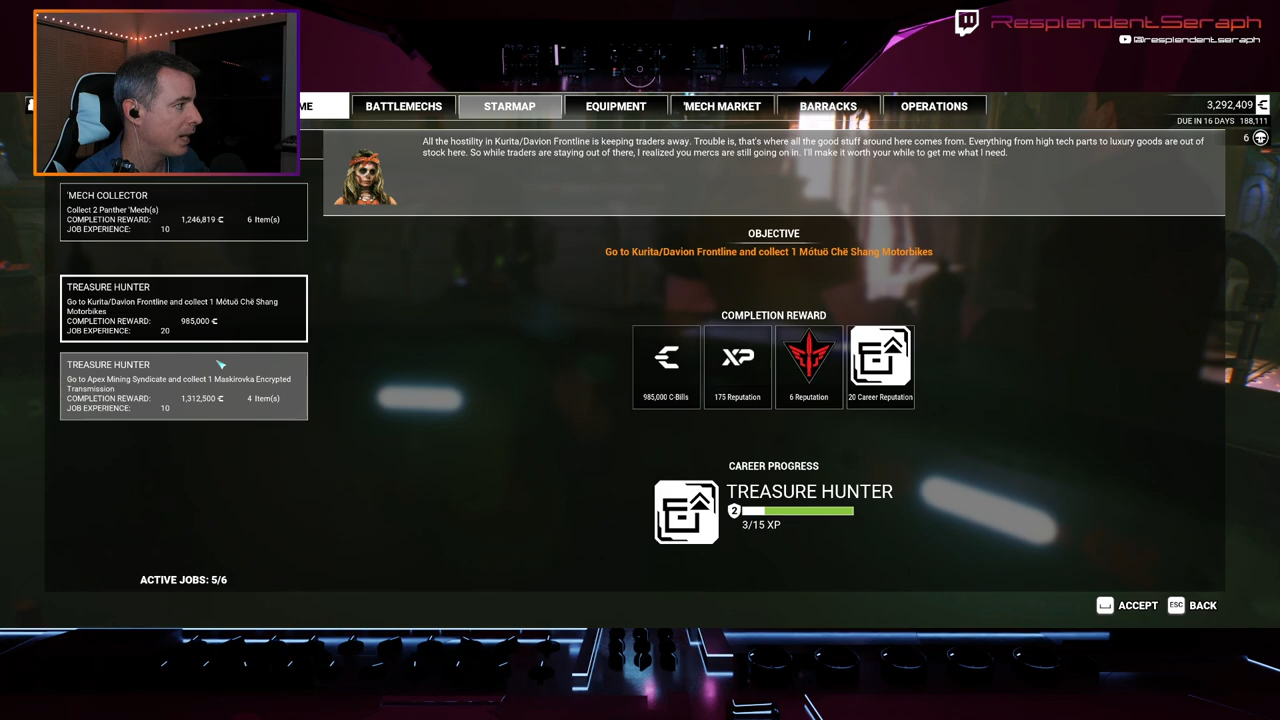 ResplendentSeraph
@resplendentseraph
ME
BATTLEMECHS
STARMAP
EQUIPMENT
'MECH MARKET
BARRACKS
OPERATIONS
3,292,409
DUE IN 16 DAYS 188,111
6
All the hostility in Kurita/Davion Frontline is keeping traders away. Trouble is, that's where all the good stuff around here comes from. Everything from high tech parts to luxury goods are out of
stock here. So while traders are staying out of there, I realized you mercs are still going on in. I'll make it worth your while to get me what I need.
'MECH COLLECTOR
Collect 2 Panther 'Mech(s)
COMPLETION REWARD: 1,246,819 6 Item(s)
JOB EXPERIENCE: 10
TREASURE HUNTER
Go to Kurita/Davion Frontline and collect 1 Mótuö Chē Shang
Motorbikes
COMPLETION REWARD: 985,000
JOB EXPERIENCE: 20
TREASURE HUNTER
Go to Apex Mining Syndicate and collect 1 Maskirovka Encrypted
Transmission
COMPLETION REWARD: 1,312,500 4 Item(s)
JOB EXPERIENCE: 10
ACTIVE JOBS: 5/6
OBJECTIVE
Go to Kurita/Davion Frontline and collect 1 Mótuö Chē Shang Motorbikes
COMPLETION REWARD
XP
985,000 C-Bills
175 Reputation
6 Reputation
20 Career Reputation
CAREER PROGRESS
TREASURE HUNTER
2
3/15 XP
ACCEPT
ESC BACK